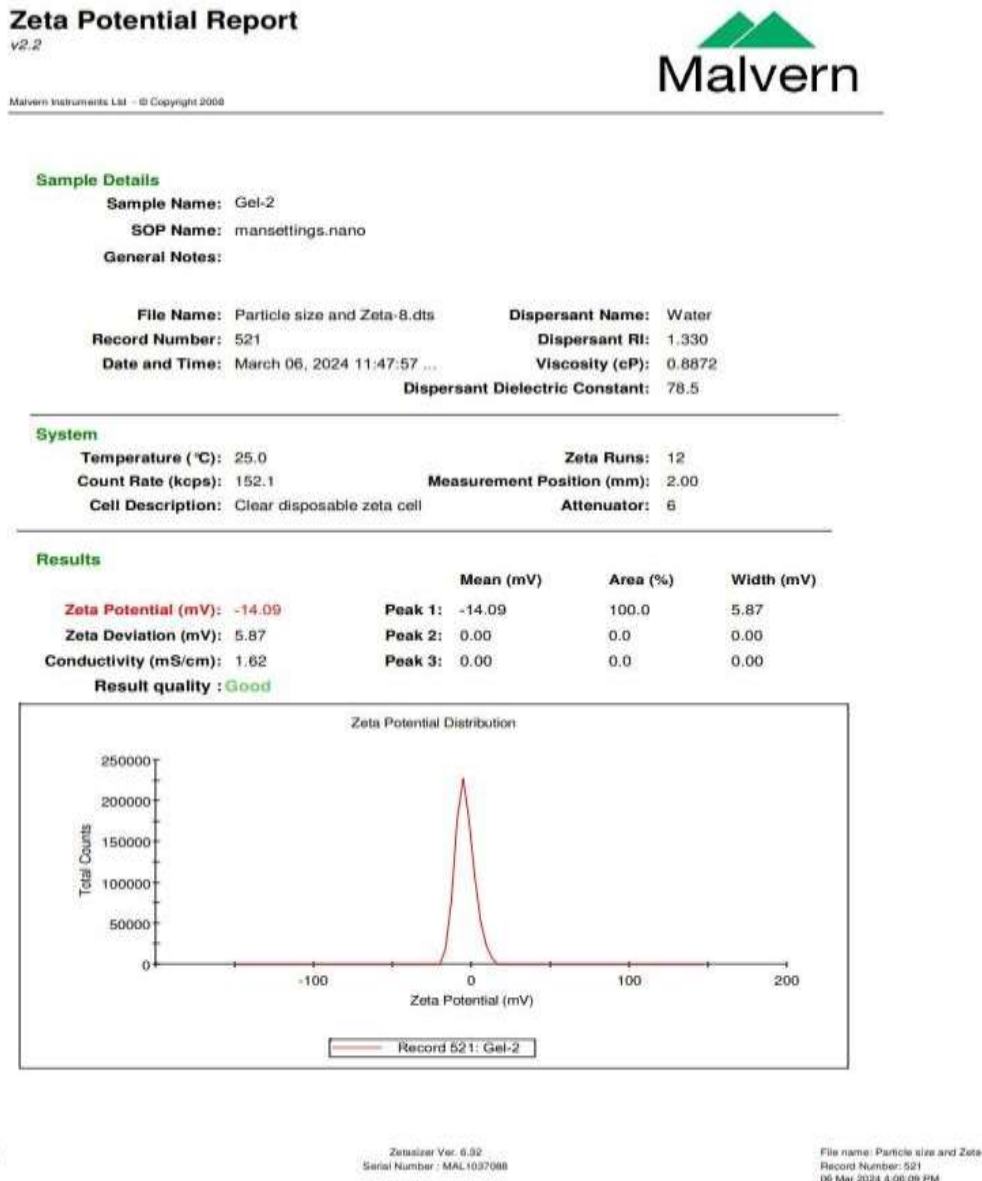 Zeta Potential Report
v2.2
Malvern
Malvern Instruments Ltd - © Copyright 2008
Sample Details
Sample Name: Gel-2
SOP Name: mansettings.nano
General Notes:
File Name: Particle size and Zeta-8.dts Dispersant Name: Water
Record Number: 521 Dispersant RI: 1.330
Date and Time: March 06, 2024 11:47:57 ... Viscosity (cP): 0.8872
Dispersant Dielectric Constant: 78.5
System
Temperature (°C): 25.0 Zeta Runs: 12
Count Rate (kcps): 152.1 Measurement Position (mm): 2.00
Cell Description: Clear disposable zeta cell Attenuator: 6
Results
Mean (mV) Area (%) Width (mV)
Zeta Potential (mV): -14.09 Peak 1: -14.09 100.0 5.87
Zeta Deviation (mV): 5.87 Peak 2: 0.00 0.0 0.00
Conductivity (mS/cm): 1.62 Peak 3: 0.00 0.0 0.00
Result quality : Good
Zeta Potential Distribution
250000
200000
150000
100000
50000
0
Total Counts
-100 0 100 200
Zeta Potential (mV)
Record 521: Gel-2
Zetasizer Ver. 6.32
Serial Number : MAL1037088
File name: Particle size and Zeta
Record Number: 521
06 Mar 2024 4:06:09 PM